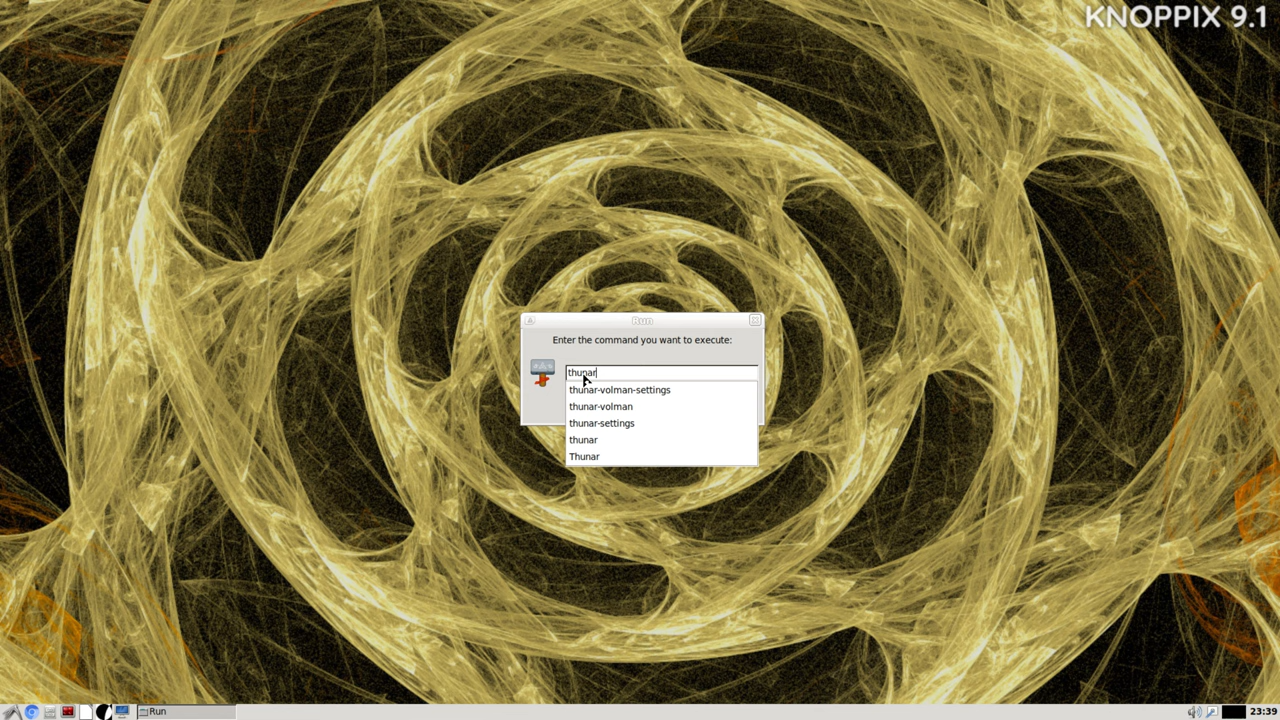 KNOPPIX 9.1
Run
Enter the command you want to execute:
thunar
thunar-volman-settings
thunar-volman
thunar-settings
thunar
Thunar
Run
23:39